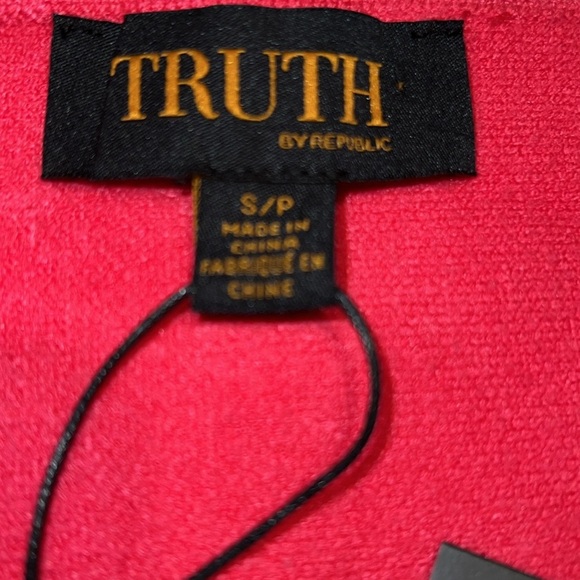 TRUTH
BY REPUBLIC
S/P
MADE IN
CHINA
FABRIQUÉ EN
CHINE